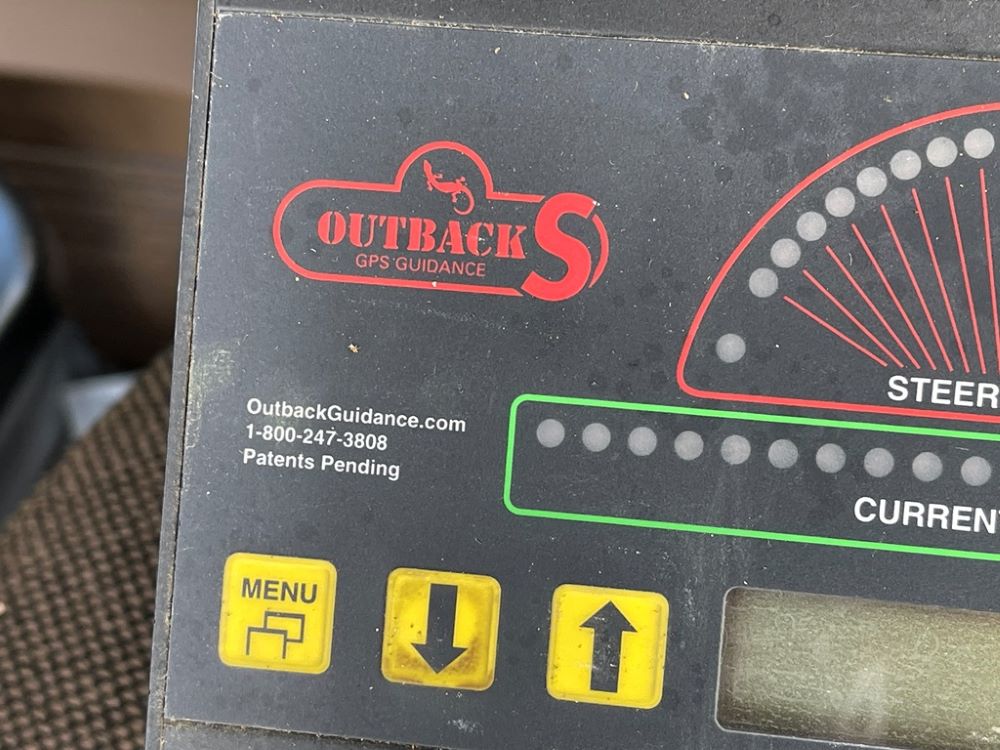 OUTBACK S
GPS GUIDANCE
STEER
OutbackGuidance.com
1-800-247-3808
Patents Pending
CURRENT
MENU